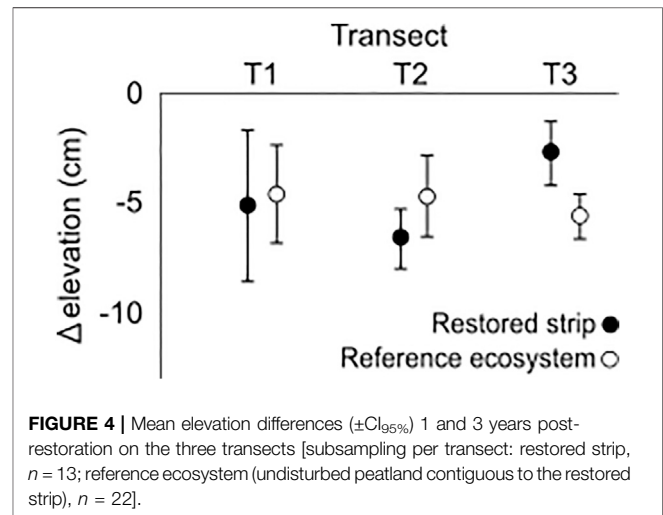 Transect
T1 T2 T3
0
-5
-10
Δ elevation (cm)
Restored strip
Reference ecosystem
FIGURE 4 | Mean elevation differences (±CI95%) 1 and 3 years post-
restoration on the three transects [subsampling per transect: restored strip,
n = 13; reference ecosystem (undisturbed peatland contiguous to the restored
strip), n = 22].